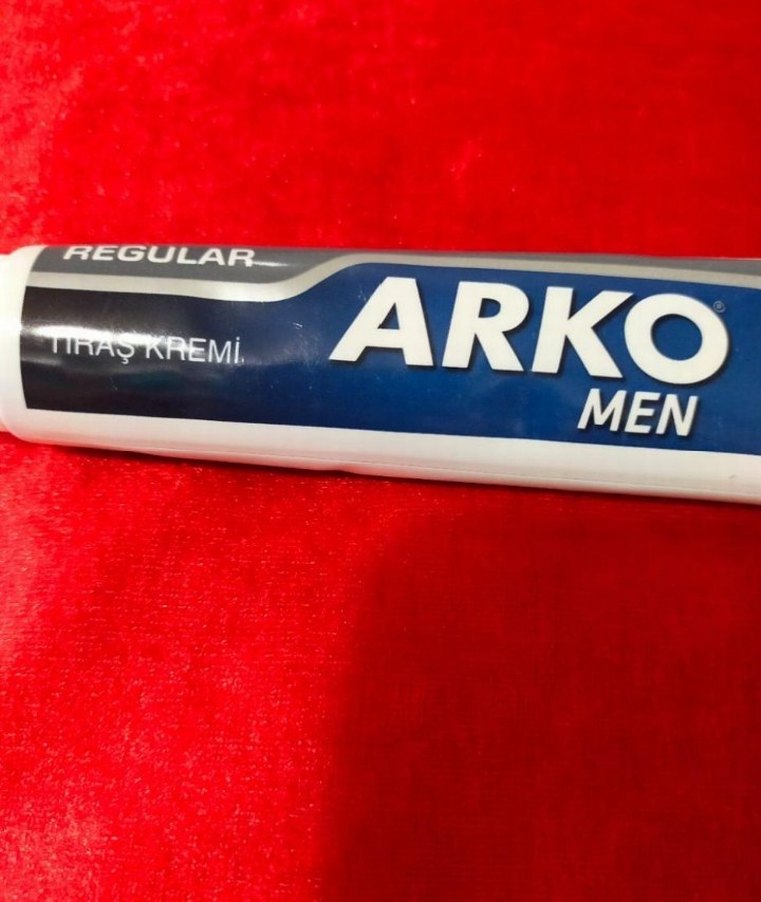 REGULAR
TIRAŞ KREMİ
ARKO®
MEN